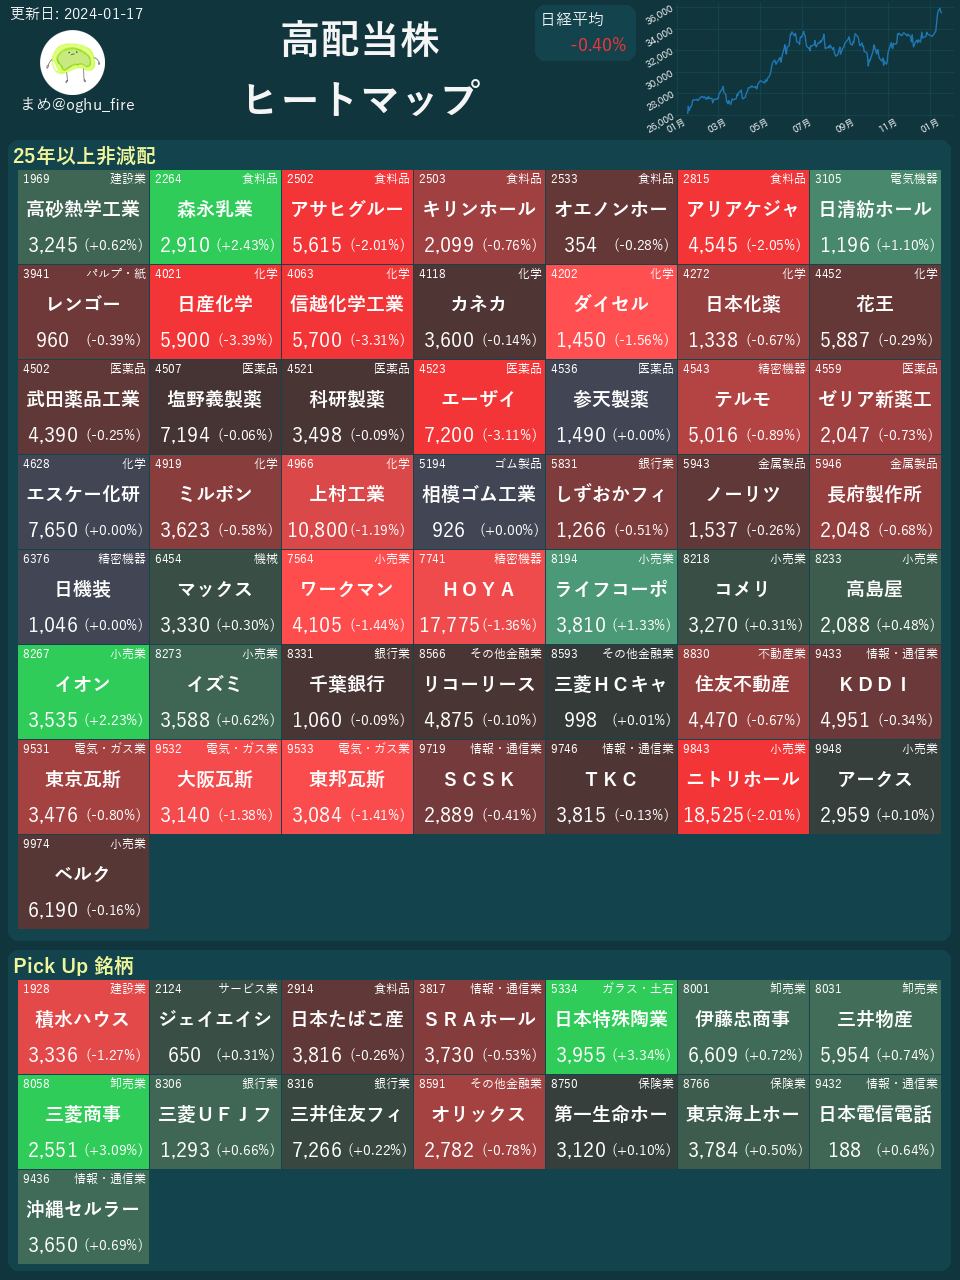 更新日: 2024-01-17
まめ@oghu_fire
高配当株
ヒートマップ
日経平均
-0.40%
36,000
34,000
32,000
30,000
28,000
26,000
01月 03月 05月 07月 09月 11月 01月
25年以上非減配
1969 建設業 2264 食料品 2502 食料品 2503 食料品 2533 食料品 2815 食料品 3105 電気機器
高砂熱学工業 森永乳業 アサヒグルー キリンホール オエノンホー アリアケジャ 日清紡ホール
3,245 (+0.62%) 2,910 (+2.43%) 5,615 (-2.01%) 2,099 (-0.76%) 354 (-0.28%) 4,545 (-2.05%) 1,196 (+1.10%)
3941 パルプ・紙 4021 化学 4063 化学 4118 化学 4202 化学 4272 化学 4452 化学
レンゴー 日産化学 信越化学工業 カネカ ダイセル 日本化薬 花王
960 (-0.39%) 5,900 (-3.39%) 5,700 (-3.31%) 3,600 (-0.14%) 1,450 (-1.56%) 1,338 (-0.67%) 5,887 (-0.29%)
4502 医薬品 4507 医薬品 4521 医薬品 4523 医薬品 4536 医薬品 4543 精密機器 4559 医薬品
武田薬品工業 塩野義製薬 科研製薬 エーザイ 参天製薬 テルモ ゼリア新薬工
4,390 (-0.25%) 7,194 (-0.06%) 3,498 (-0.09%) 7,200 (-3.11%) 1,490 (+0.00%) 5,016 (-0.89%) 2,047 (-0.73%)
4628 化学 4919 化学 4966 化学 5194 ゴム製品 5831 銀行業 5943 金属製品 5946 金属製品
エスケー化研 ミルボン 上村工業 相模ゴム工業 しずおかフィ ノーリツ 長府製作所
7,650 (+0.00%) 3,623 (-0.58%) 10,800 (-1.19%) 926 (+0.00%) 1,266 (-0.51%) 1,537 (-0.26%) 2,048 (-0.68%)
6376 精密機器 6454 機械 7564 小売業 7741 精密機器 8194 小売業 8218 小売業 8233 小売業
日機装 マックス ワークマン ＨＯＹＡ ライフコーポ コメリ 高島屋
1,046 (+0.00%) 3,330 (+0.30%) 4,105 (-1.44%) 17,775 (-1.36%) 3,810 (+1.33%) 3,270 (+0.31%) 2,088 (+0.48%)
8267 小売業 8273 小売業 8331 銀行業 8566 その他金融業 8593 その他金融業 8830 不動産業 9433 情報・通信業
イオン イズミ 千葉銀行 リコーリース 三菱ＨＣキャ 住友不動産 ＫＤＤＩ
3,535 (+2.23%) 3,588 (+0.62%) 1,060 (-0.09%) 4,875 (-0.10%) 998 (+0.01%) 4,470 (-0.67%) 4,951 (-0.34%)
9531 電気・ガス業 9532 電気・ガス業 9533 電気・ガス業 9719 情報・通信業 9746 情報・通信業 9843 小売業 9948 小売業
東京瓦斯 大阪瓦斯 東邦瓦斯 ＳＣＳＫ ＴＫＣ ニトリホール アークス
3,476 (-0.80%) 3,140 (-1.38%) 3,084 (-1.41%) 2,889 (-0.41%) 3,815 (-0.13%) 18,525 (-2.01%) 2,959 (+0.10%)
9974 小売業
ベルク
6,190 (-0.16%)
Pick Up 銘柄
1928 建設業 2124 サービス業 2914 食料品 3817 情報・通信業 5334 ガラス・土石 8001 卸売業 8031 卸売業
積水ハウス ジェイエイシ 日本たばこ産 ＳＲＡホール 日本特殊陶業 伊藤忠商事 三井物産
3,336 (-1.27%) 650 (+0.31%) 3,816 (-0.26%) 3,730 (-0.53%) 3,955 (+3.34%) 6,609 (+0.72%) 5,954 (+0.74%)
8058 卸売業 8306 銀行業 8316 銀行業 8591 その他金融業 8750 保険業 8766 保険業 9432 情報・通信業
三菱商事 三菱ＵＦＪフ 三井住友フィ オリックス 第一生命ホー 東京海上ホー 日本電信電話
2,551 (+3.09%) 1,293 (+0.66%) 7,266 (+0.22%) 2,782 (-0.78%) 3,120 (+0.10%) 3,784 (+0.50%) 188 (+0.64%)
9436 情報・通信業
沖縄セルラー
3,650 (+0.69%)